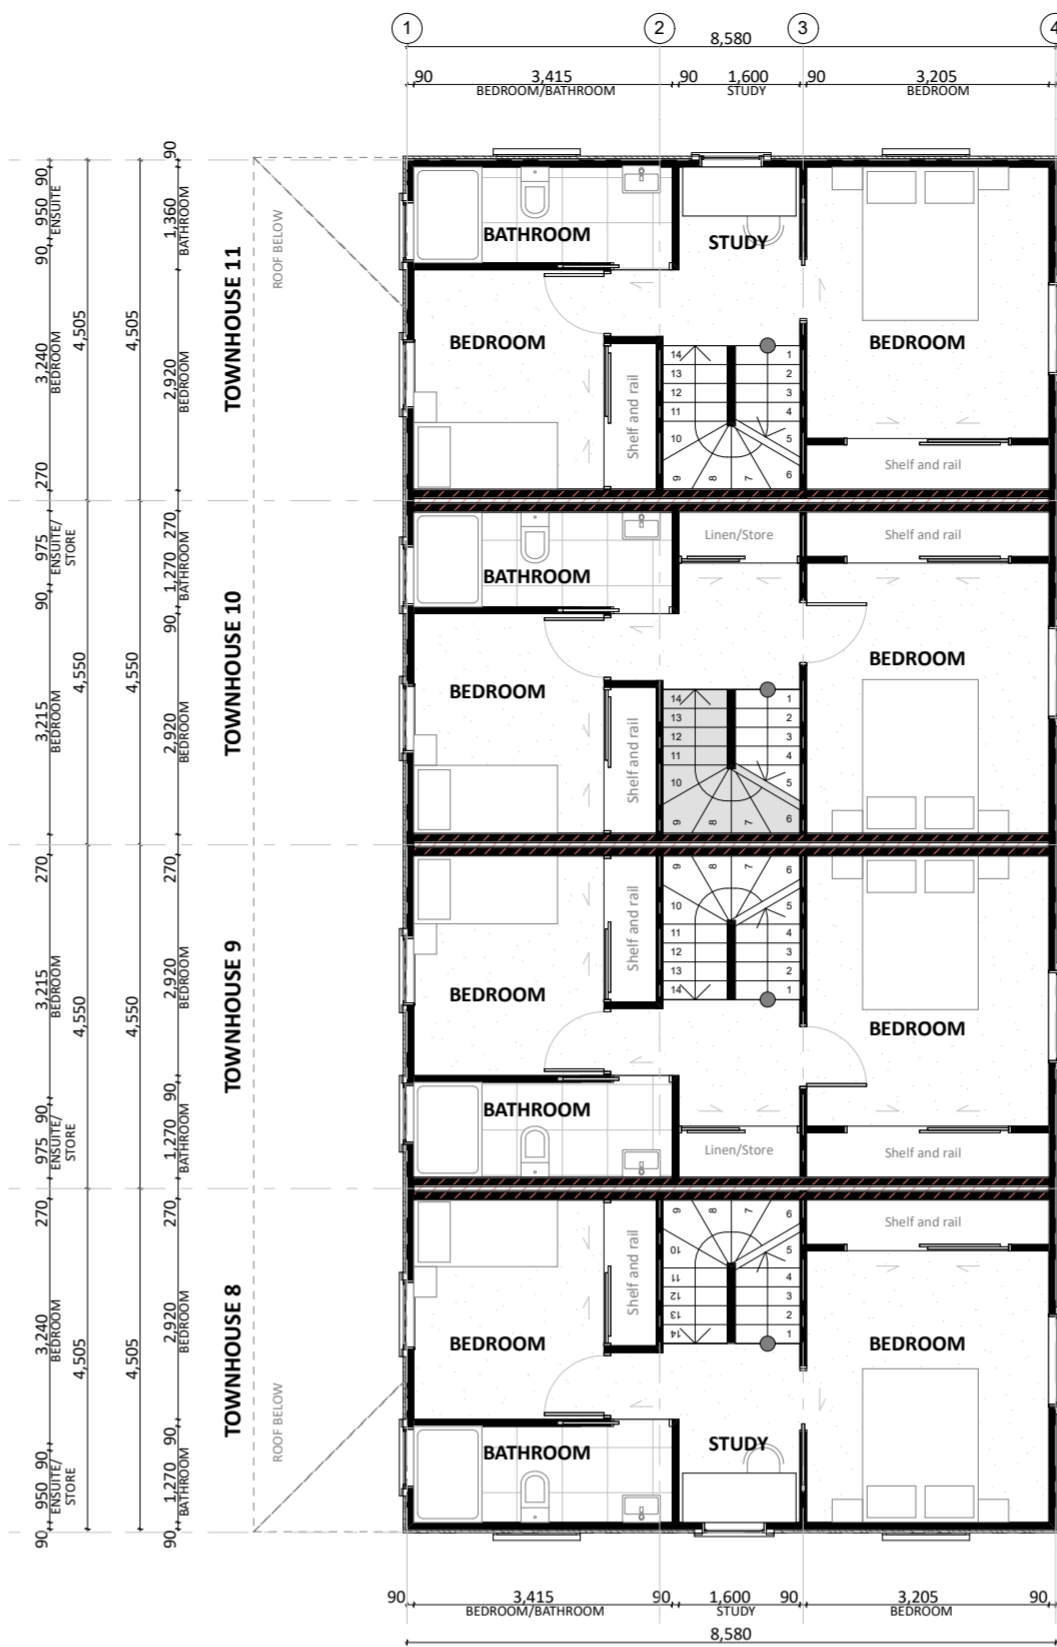 1 2 3 4
8,580
90 3,415 90 1,600 90 3,205
BEDROOM/BATHROOM STUDY BEDROOM
TOWNHOUSE 11
90
90 950 ENSUITE 90 3,240 BEDROOM 270
4,505
4,505
1,360 BATHROOM 2,920 BEDROOM
ROOF BELOW
BATHROOM
STUDY
BEDROOM
BEDROOM
14 13 12 11 10 9 8 7 6 5 4 3 2 1
Shelf and rail
Shelf and rail
TOWNHOUSE 10
975 ENSUITE/
STORE
90 3,215 BEDROOM
4,550
4,550
270 1,270 BATHROOM 90 2,920 BEDROOM
Linen/Store
Shelf and rail
BATHROOM
BEDROOM
BEDROOM
14 13 12 11 10 9 8 7 6 5 4 3 2 1
Shelf and rail
TOWNHOUSE 9
270 3,215 BEDROOM 90 975 ENSUITE/
STORE
4,550
4,550
270 2,920 BEDROOM 90 1,270 BATHROOM
9 8 7 6 10 5 11 4 12 3 13 2 14 1
Shelf and rail
BEDROOM
BEDROOM
BATHROOM
Linen/Store
Shelf and rail
TOWNHOUSE 8
270 3,240 BEDROOM 90 950 ENSUITE/
STORE
90
4,505
4,505
270 2,920 BEDROOM 90 1,270 BATHROOM 90
ROOF BELOW
Shelf and rail
9 8 7 6 10 5 11 4 12 3 13 2 14 1
Shelf and rail
BEDROOM
BEDROOM
BATHROOM
STUDY
90 3,415 90 1,600 90 3,205 90
BEDROOM/BATHROOM STUDY BEDROOM
8,580